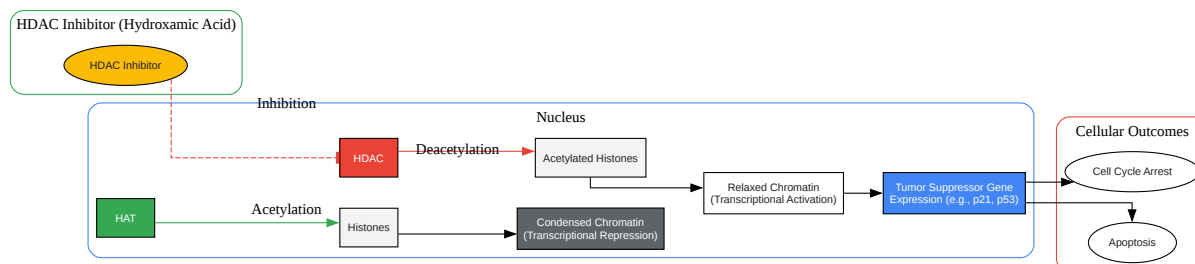 HDAC Inhibitor (Hydroxamic Acid)
HDAC Inhibitor
Inhibition
Nucleus
Cellular Outcomes
HDAC
Deacetylation
Acetylated Histones
Cell Cycle Arrest
Relaxed Chromatin
(Transcriptional Activation)
Tumor Suppressor Gene
Expression (e.g., p21, p53)
HAT
Acetylation
Histones
Condensed Chromatin
(Transcriptional Repression)
Apoptosis